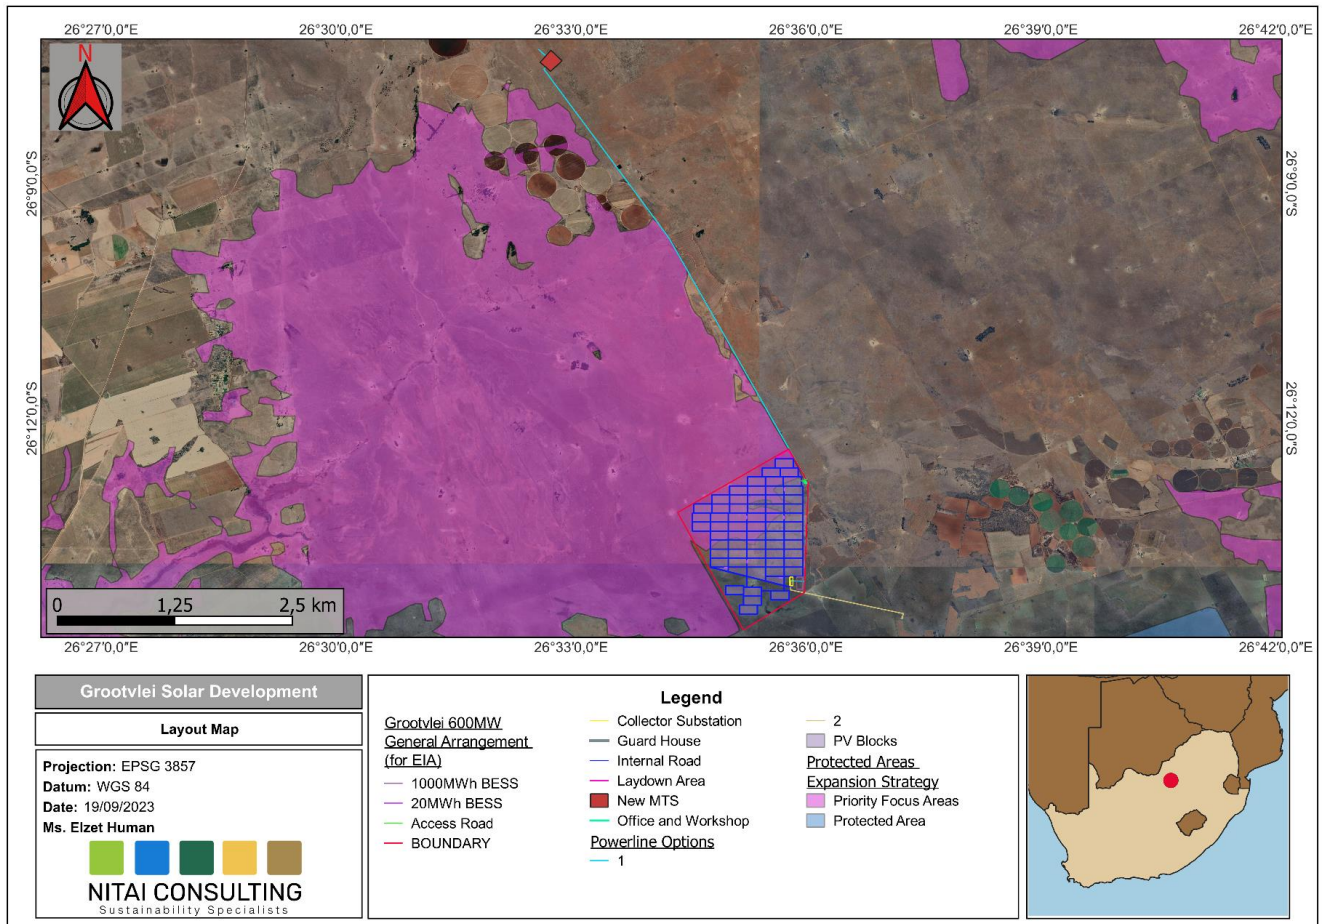 26°27'0,0"E 26°30'0,0"E 26°33'0,0"E 26°36'0,0"E 26°39'0,0"E 26°42'0,0"E
N
26°9'0,0"S
26°9'0,0"S
26°12'0,0"S
26°12'0,0"S
0 1,25 2,5 km
26°27'0,0"E 26°30'0,0"E 26°33'0,0"E 26°36'0,0"E 26°39'0,0"E 26°42'0,0"E
Grootvlei Solar Development
Layout Map
Projection: EPSG 3857
Datum: WGS 84
Date: 19/09/2023
Ms. Elzet Human
NITAI CONSULTING
Sustainability Specialists
Legend
Grootvlei 600MW
General Arrangement
(for EIA)
1000MWh BESS
20MWh BESS
Access Road
BOUNDARY
Collector Substation
Guard House
Internal Road
Laydown Area
New MTS
Office and Workshop
Powerline Options
1
2
PV Blocks
Protected Areas
Expansion Strategy
Priority Focus Areas
Protected Area